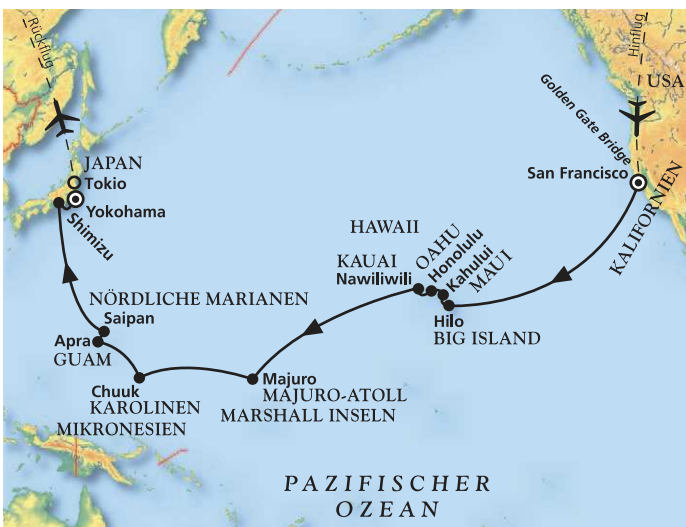 Rückflug
Hinflug
USA
Golden Gate Bridge
JAPAN
Tokio
San Francisco
Yokohama
Shimizu
KALIFORNIEN
HAWAII
OAHU
KAUAI
Honolulu
Nawiliwili
Kahului
MAUI
NÖRDLICHE MARIANEN
Saipan
Hilo
Apra
BIG ISLAND
GUAM
Majuro
Chuuk
MAJURO-ATOLL
KAROLINEN
MARSHALL INSELN
MIKRONESIEN
PAZIFISCHER
OZEAN